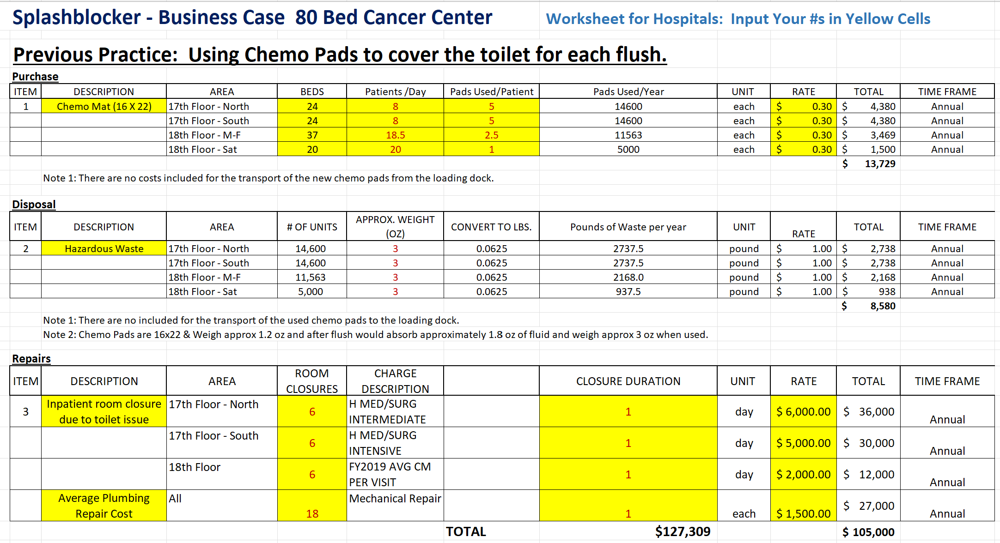 Splashblocker - Business Case  80 Bed Cancer Center
Worksheet for Hospitals:  Input Your #s in Yellow Cells
Previous Practice:  Using Chemo Pads to cover the toilet for each flush.
Purchase
ITEM DESCRIPTION AREA BEDS Patients /Day Pads Used/Patient Pads Used/Year UNIT RATE TOTAL TIME FRAME
1 Chemo Mat (16 X 22) 17th Floor - North 24 8 5 14600 each $ 0.30 $ 4,380 Annual
17th Floor - South 24 8 5 14600 each $ 0.30 $ 4,380 Annual
18th Floor - M-F 37 18.5 2.5 11563 each $ 0.30 $ 3,469 Annual
18th Floor - Sat 20 20 1 5000 each $ 0.30 $ 1,500 Annual
$ 13,729
Note 1: There are no costs included for the transport of the new chemo pads from the loading dock.
Disposal
ITEM DESCRIPTION AREA # OF UNITS APPROX. WEIGHT (OZ) CONVERT TO LBS. Pounds of Waste per year UNIT RATE TOTAL TIME FRAME
2 Hazardous Waste 17th Floor - North 14,600 3 0.0625 2737.5 pound $ 1.00 $ 2,738 Annual
17th Floor - South 14,600 3 0.0625 2737.5 pound $ 1.00 $ 2,738 Annual
18th Floor - M-F 11,563 3 0.0625 2168.0 pound $ 1.00 $ 2,168 Annual
18th Floor - Sat 5,000 3 0.0625 937.5 pound $ 1.00 $ 938 Annual
$ 8,580
Note 1: There are no included for the transport of the used chemo pads to the loading dock.
Note 2: Chemo Pads are 16x22 & Weigh approx 1.2 oz and after flush would absorb approximately 1.8 oz of fluid and weigh approx 3 oz when used.
Repairs
ITEM DESCRIPTION AREA ROOM CLOSURES CHARGE DESCRIPTION CLOSURE DURATION UNIT RATE TOTAL TIME FRAME
3 Inpatient room closure due to toilet issue 17th Floor - North 6 H MED/SURG INTERMEDIATE 1 day $ 6,000.00 $ 36,000 Annual
17th Floor - South 6 H MED/SURG INTENSIVE 1 day $ 5,000.00 $ 30,000 Annual
18th Floor 6 FY2019 AVG CM PER VISIT 1 day $ 2,000.00 $ 12,000 Annual
Average Plumbing Repair Cost All 18 Mechanical Repair 1 each $ 1,500.00 $ 27,000 Annual
TOTAL $127,309 $ 105,000